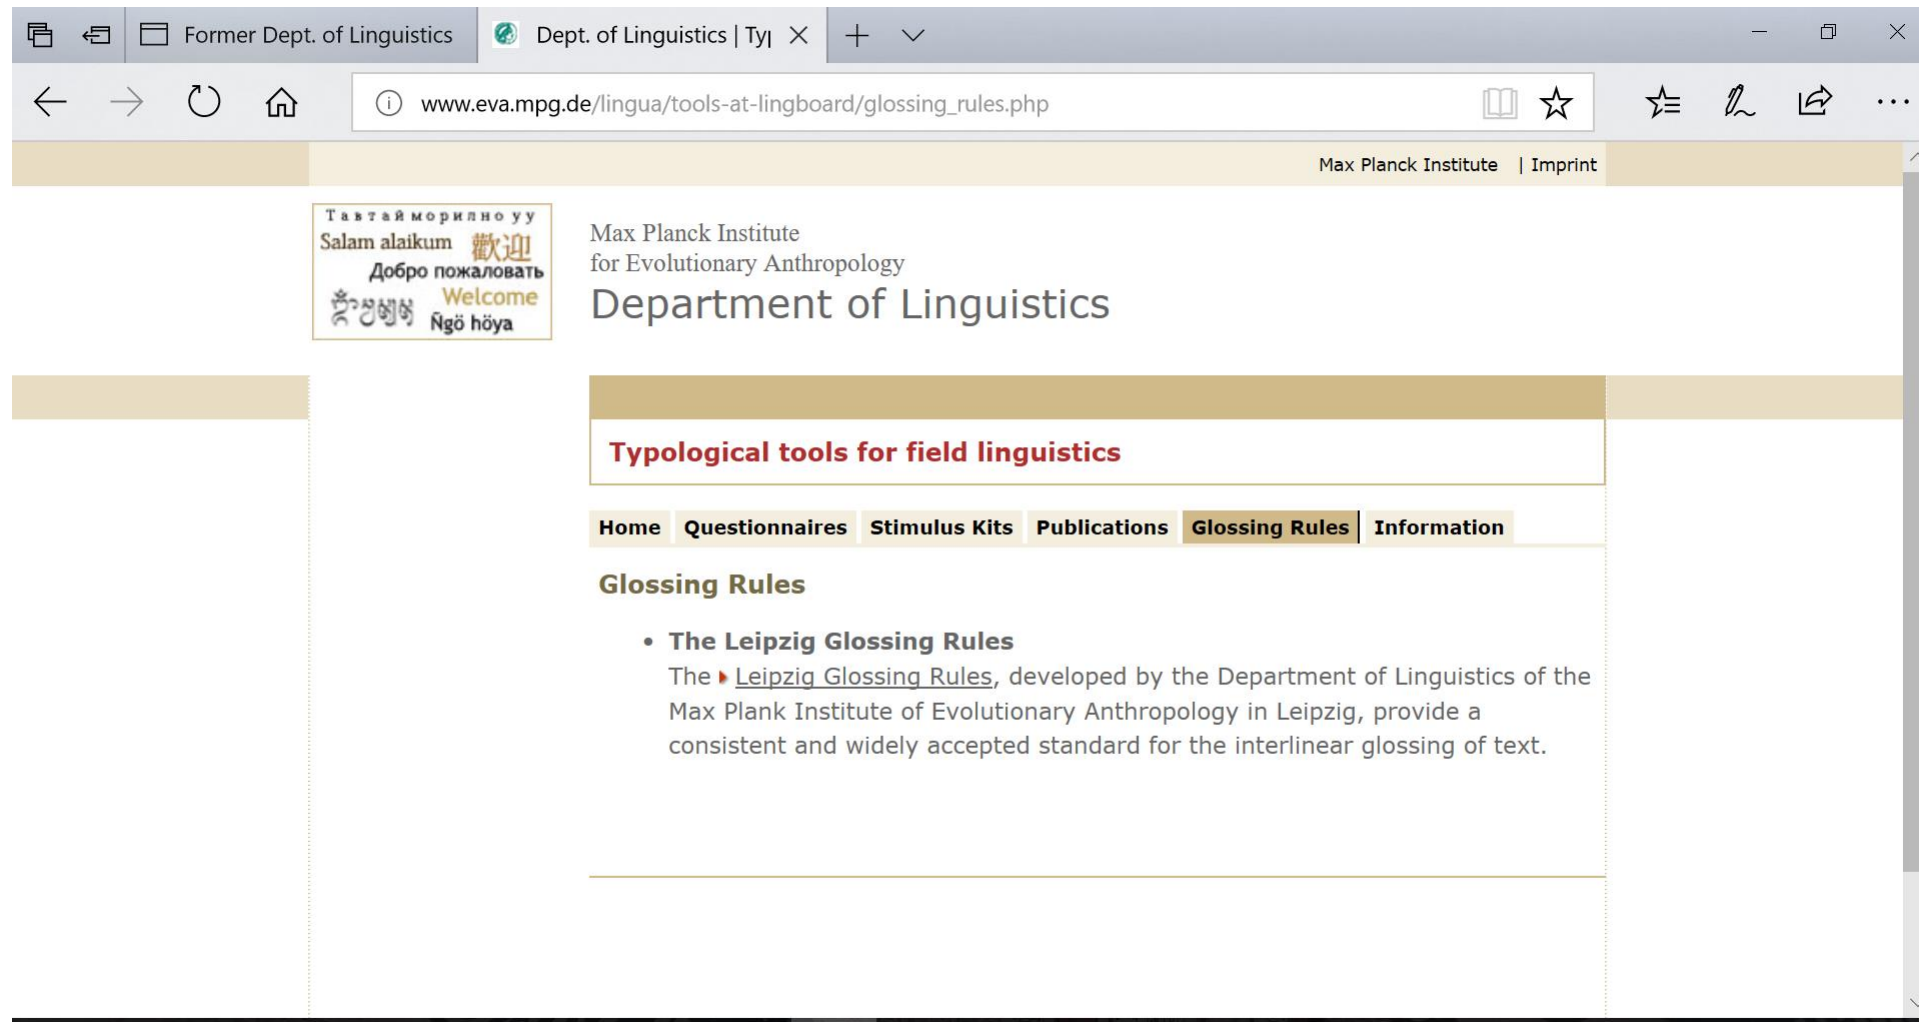 Former Dept. of Linguistics
Dept. of Linguistics | Ty
www.eva.mpg.de/lingua/tools-at-lingboard/glossing_rules.php
Max Planck Institute | Imprint
Тавтай морилно уу
Salam alaikum 歡迎
Добро пожаловать
Welcome
Ñgö höya
Max Planck Institute
for Evolutionary Anthropology
Department of Linguistics
Typological tools for field linguistics
Home Questionnaires Stimulus Kits Publications Glossing Rules Information
Glossing Rules
• The Leipzig Glossing Rules
The Leipzig Glossing Rules, developed by the Department of Linguistics of the
Max Plank Institute of Evolutionary Anthropology in Leipzig, provide a
consistent and widely accepted standard for the interlinear glossing of text.